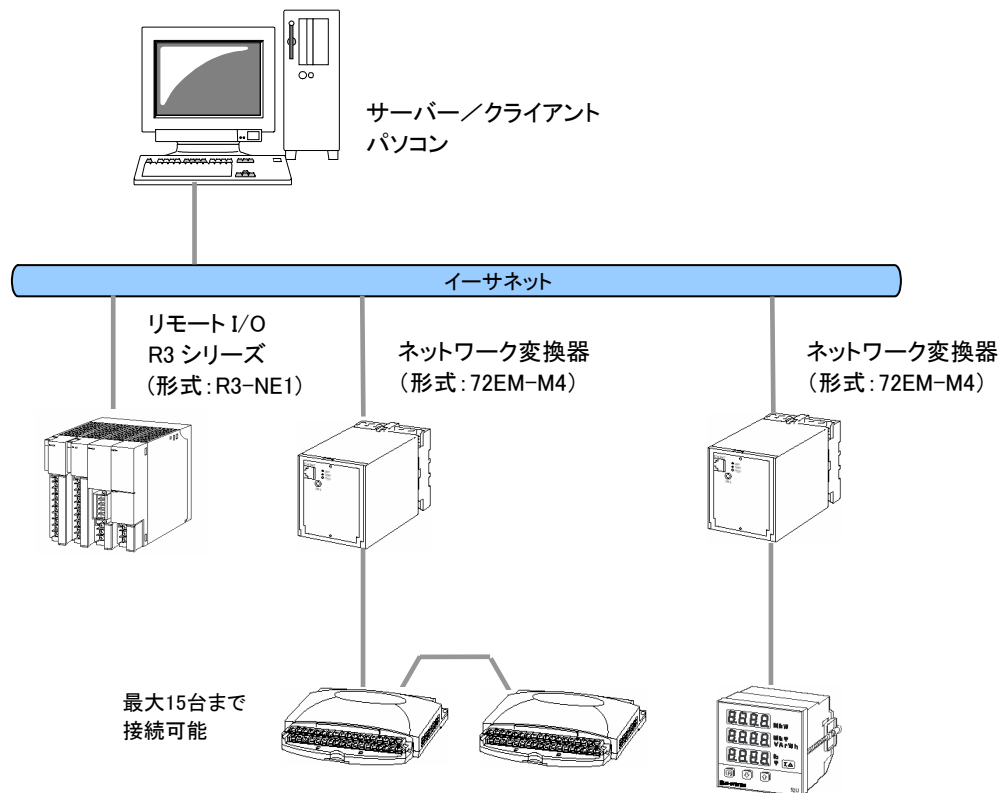 サーバー／クライアント
パソコン
イーサネット
リモート I/O
R3 シリーズ
（形式：R3-NE1）
ネットワーク変換器
（形式：72EM-M4）
ネットワーク変換器
（形式：72EM-M4）
最大15台まで
接続可能